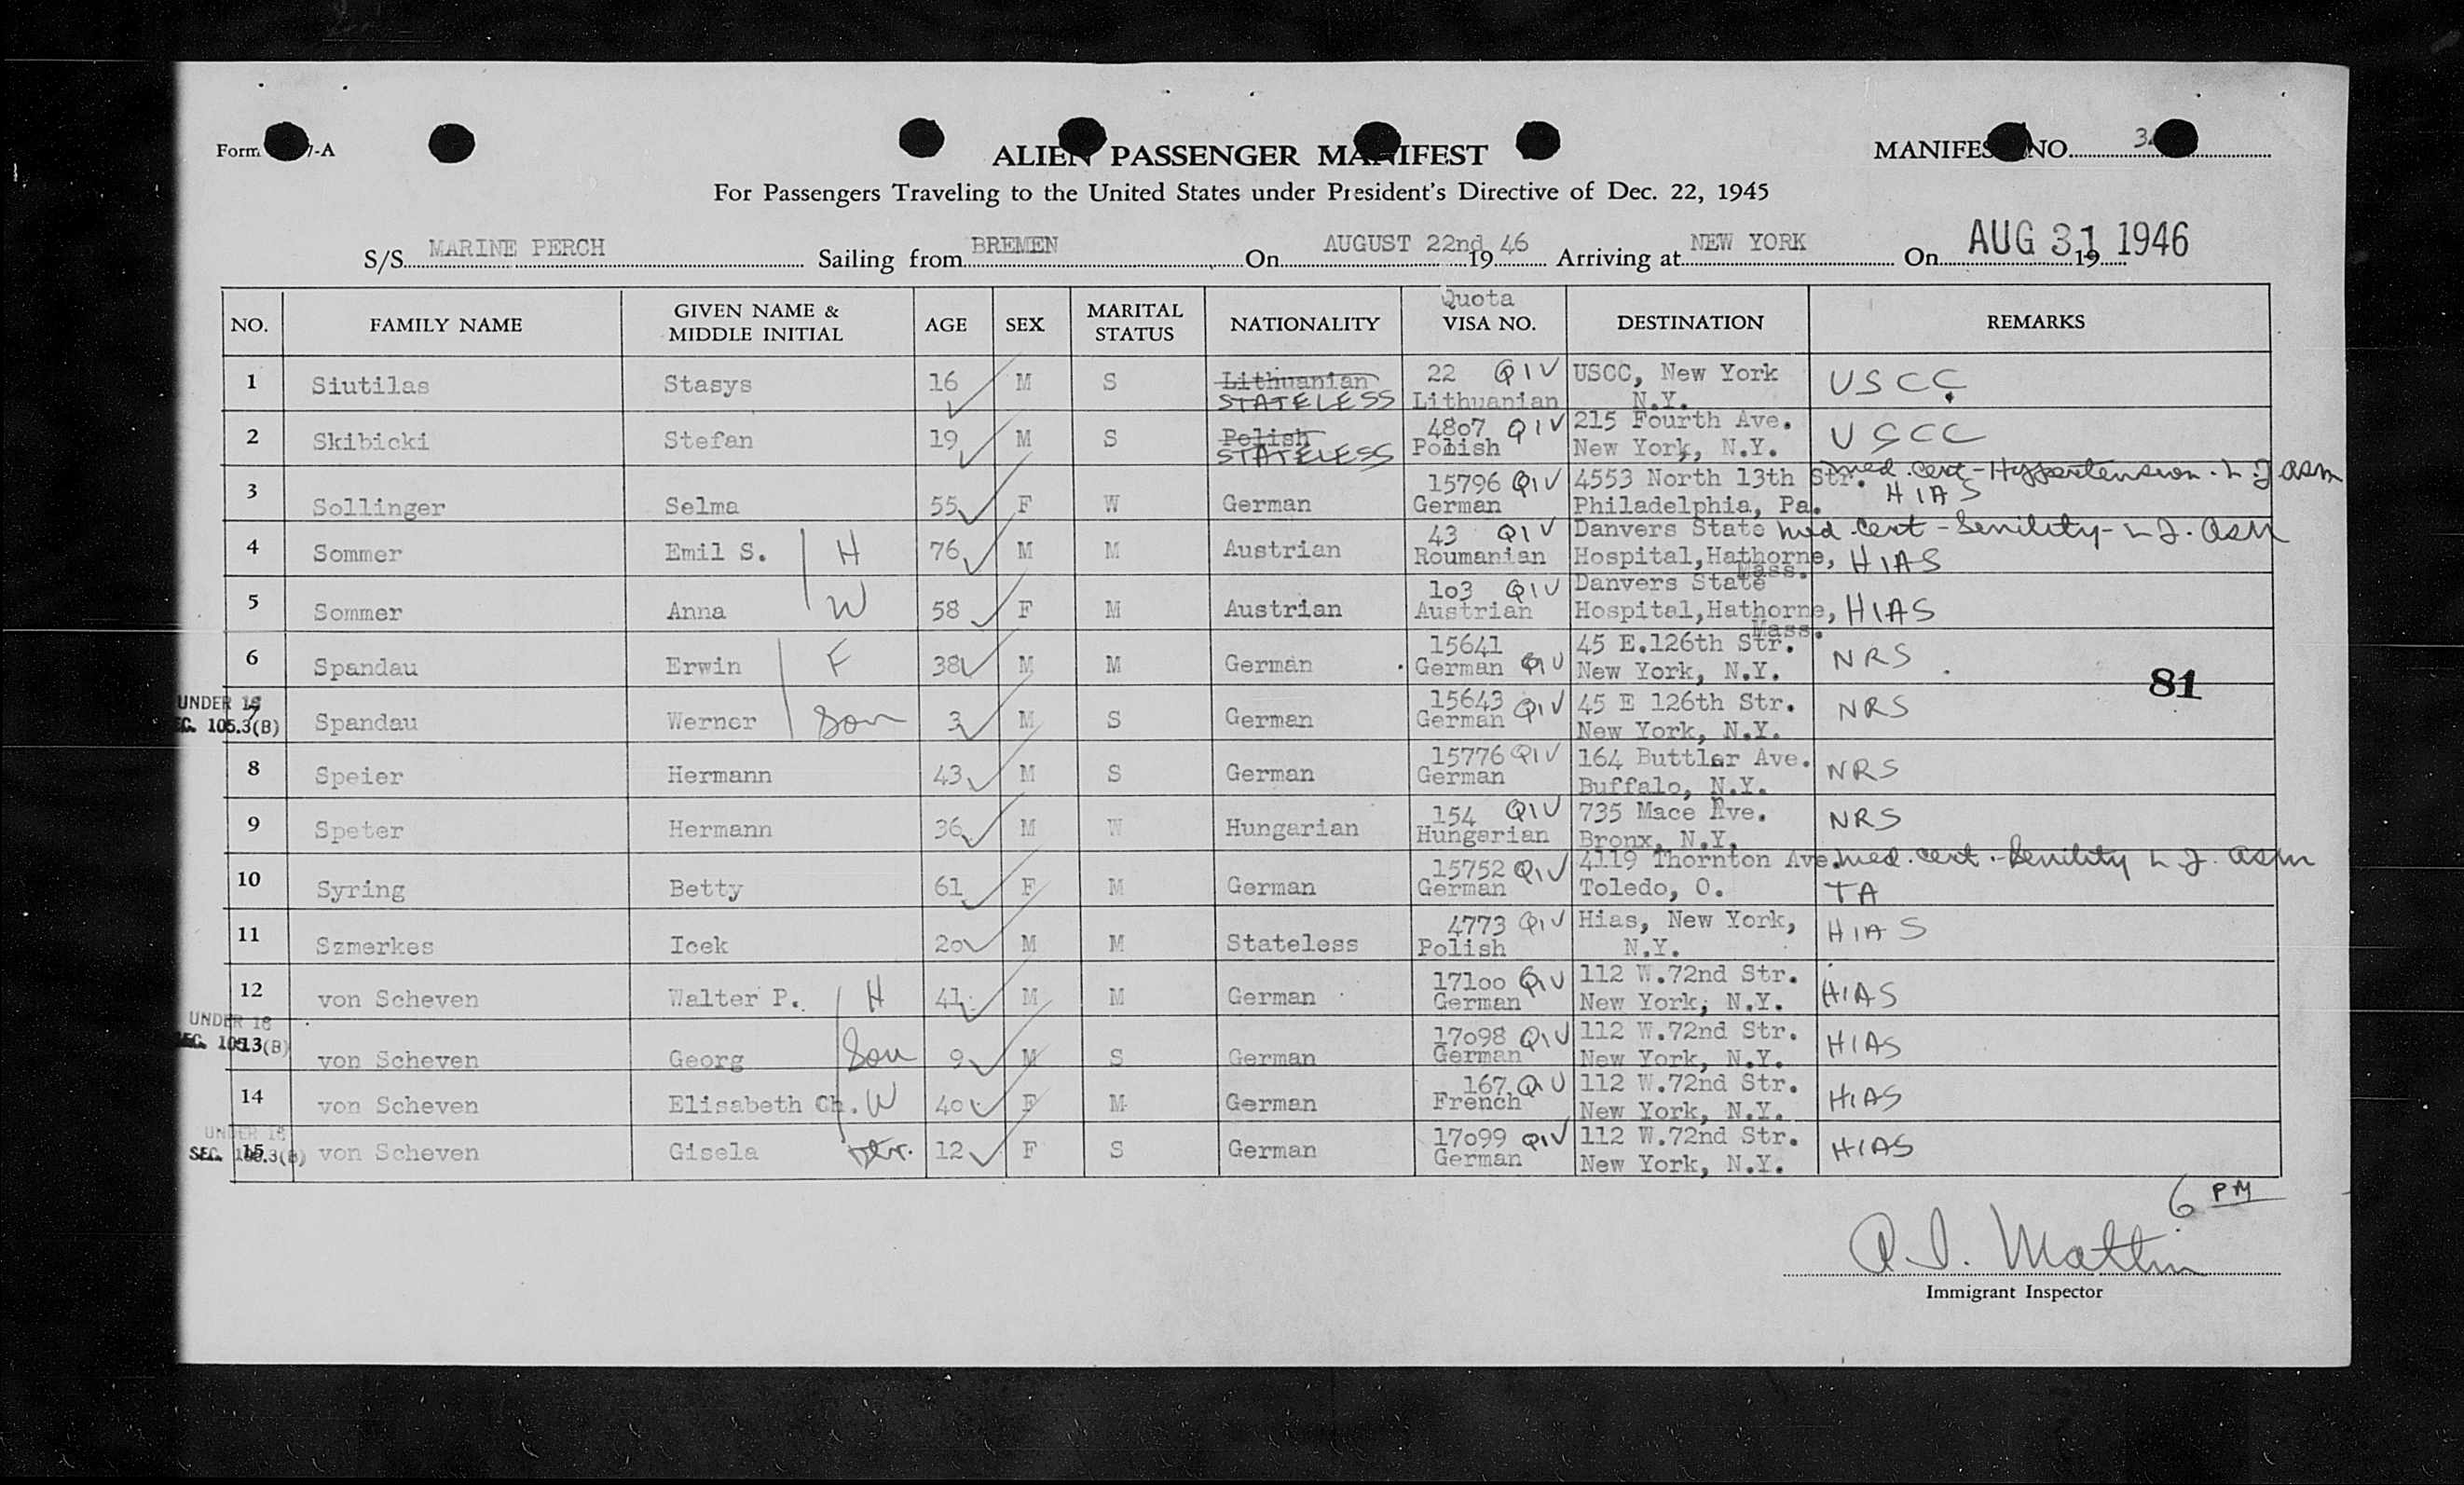 Form 7-A
ALIEN PASSENGER MANIFEST
MANIFEST NO. 3
For Passengers Traveling to the United States under President's Directive of Dec. 22, 1945
S/S MARINE PERCH Sailing from BREMEN On AUGUST 22nd 19 46 Arriving at NEW YORK On AUG 31 19 1946
NO. FAMILY NAME GIVEN NAME & MIDDLE INITIAL AGE SEX MARITAL STATUS NATIONALITY Quota VISA NO. DESTINATION REMARKS
1 Siutilas Stasys 16 M S Lithuanian STATELESS 22 QIV Lithuanian USCC, New York N.Y. USCC
2 Skibicki Stefan 19 M S Polish STATELESS 4807 QIV Polish 215 Fourth Ave. New York, N.Y. USCC
3 Sollinger Selma 55 F W German 15796 QIV German 4553 North 13th Str. Philadelphia, Pa. med. cert - Hypertension. HIAS
4 Sommer Emil S. H 76 M M Austrian 43 QIV Roumanian Danvers State Hospital, Hathorne, Mass. med cert - Senility - HIAS
5 Sommer Anna W 58 F M Austrian 103 QIV Austrian Danvers State Hospital, Hathorne, Mass. HIAS
6 Spandau Erwin F 38 M M German 15641 German QIV 45 E.126th Str. New York, N.Y. NRS
81
UNDER 16
SEC. 105.3(B)
7 Spandau Werner Son 3 M S German 15643 German QIV 45 E 126th Str. New York, N.Y. NRS
8 Speier Hermann 43 M S German 15776 QIV German 164 Buttler Ave. Buffalo, N.Y. NRS
9 Speter Hermann 36 M W Hungarian 154 QIV Hungarian 735 Mace Ave. Bronx, N.Y. NRS
10 Syring Betty 61 F M German 15752 QIV German 4119 Thornton Ave. Toledo, O. med. cert. - Senility TA
11 Szmerkes Icek 20 M M Stateless 4773 QIV Polish Hias, New York, N.Y. HIAS
12 von Scheven Walter P. H 41 M M German 17100 QIV German 112 W.72nd Str. New York, N.Y. HIAS
UNDER 16
SEC. 105.3(B)
13 von Scheven Georg Son 9 M S German 17098 QIV German 112 W.72nd Str. New York, N.Y. HIAS
14 von Scheven Elisabeth Ch. W 40 F M German 167 QIV French 112 W.72nd Str. New York, N.Y. HIAS
UNDER 16
SEC. 105.3(B)
15 von Scheven Gisela 12 F S German 17099 QIV German 112 W.72nd Str. New York, N.Y. HIAS
6 PM
Immigrant Inspector